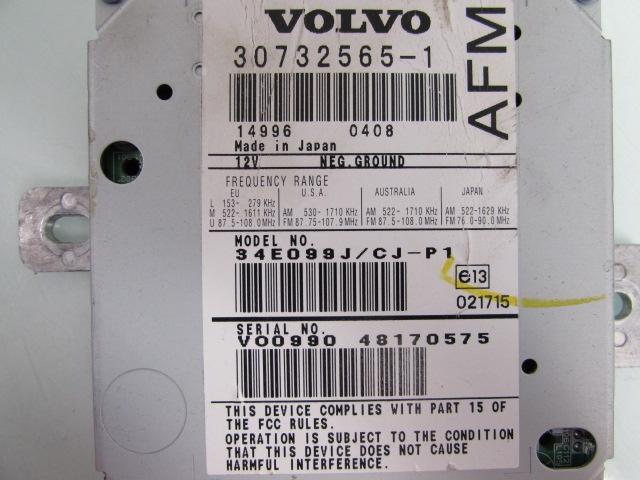 VOLVO
AFM
30732565-1
14996 0408
Made in Japan
12V NEG.GROUND
FREQUENCY RANGE
EU U.S.A. AUSTRALIA JAPAN
L 153- 279 KHz
M 522-1611 KHz AM 530-1710 KHz AM 522-1710 KHz AM 522-1629 KHz
U 87.5-108.0 MHz FM 87.75-107.9 MHz FM 87.5-108.0 MHz FM 76.0-90.0 MHz
MODEL NO.
34E099J/CJ-P1
e13
021715
SERIAL NO.
V00990 48170575
THIS DEVICE COMPLIES WITH PART 15 OF
THE FCC RULES.
OPERATION IS SUBJECT TO THE CONDITION
THAT THIS DEVICE DOES NOT CAUSE
HARMFUL INTERFERENCE.